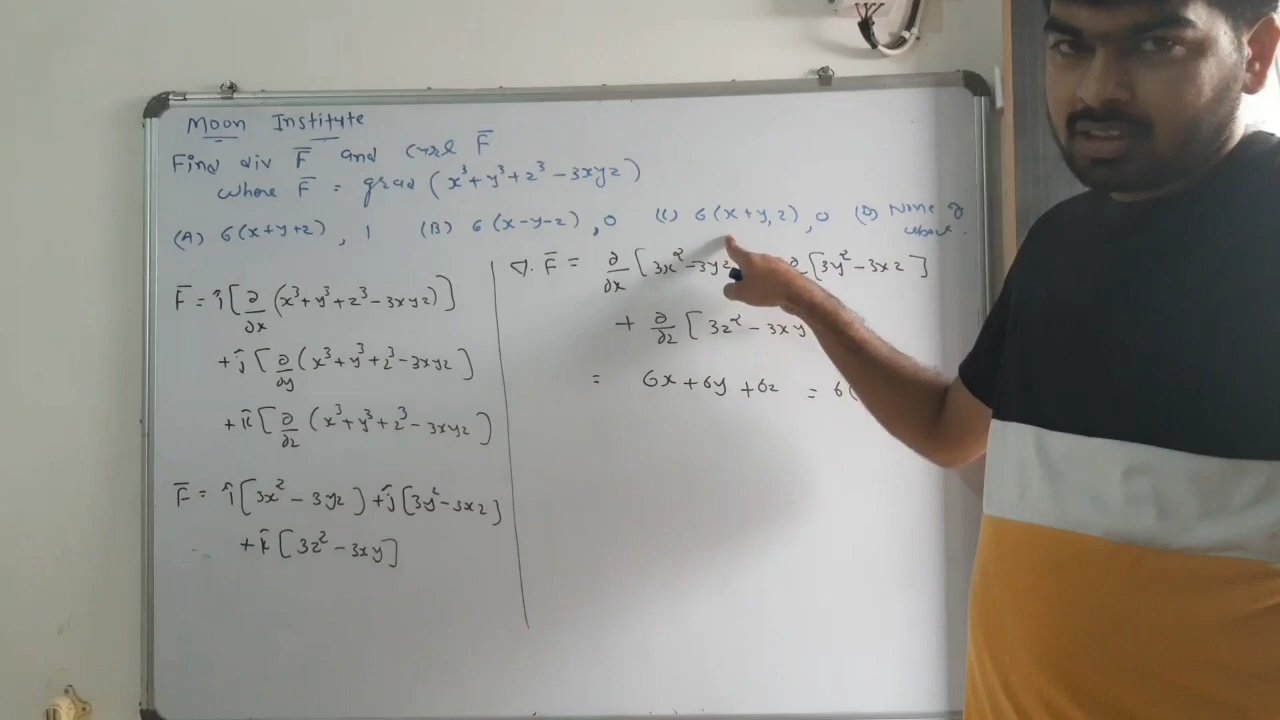 Moon Institute
Find div F̄ and curl F̄
where F̄ = grad (x³+y³+z³-3xyz)
(A) 6(x+y+z), 1 (B) 6(x-y-z), 0 (C) 6(x+y,z), 0 (D) None of
above.
F̄ = î[∂/∂x (x³+y³+z³-3xyz)]
+ĵ[∂/∂y (x³+y³+z³-3xyz]
+k̂[∂/∂z (x³+y³+z³-3xyz)
F̄ = î[3x²-3yz]+ĵ[3y²-3xz]
+k̂[3z²-3xy]
∇.F̄ = ∂/∂x [3x²-3yz ∂ [3y²-3xz]
+ ∂/∂z [3z²-3xy
= 6x+6y+6z = 6(